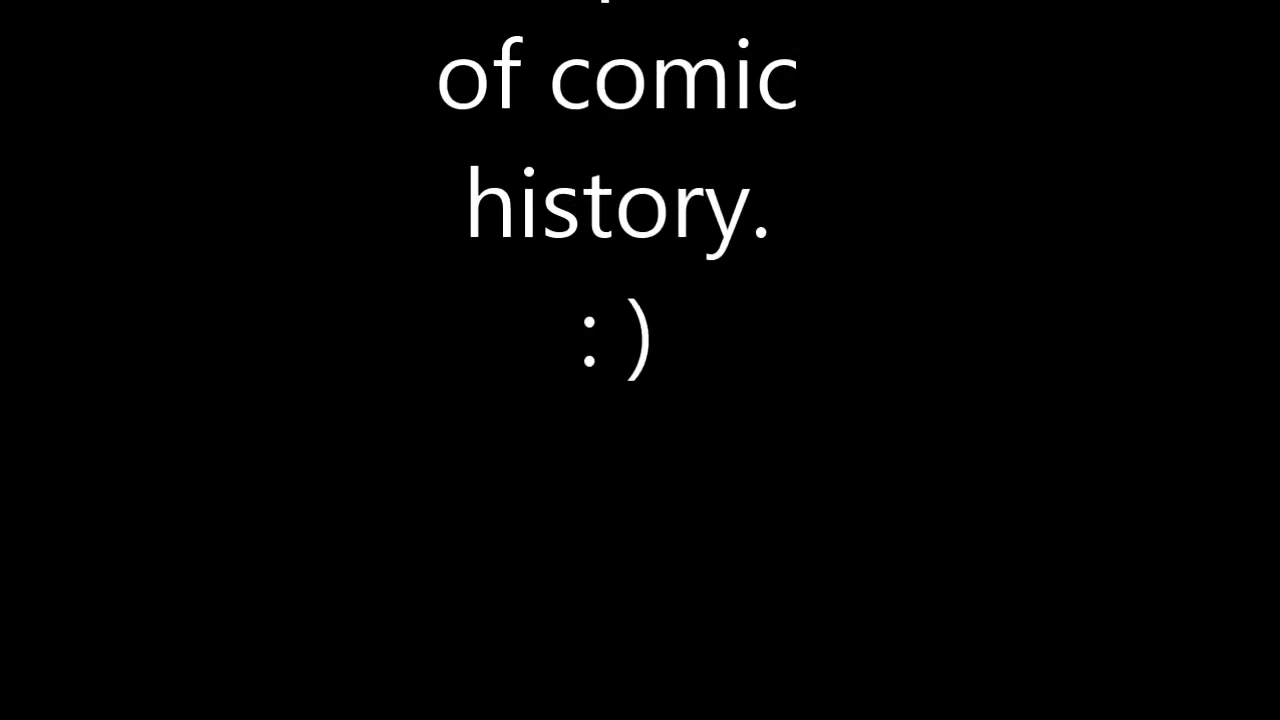 of comic
history.
: )